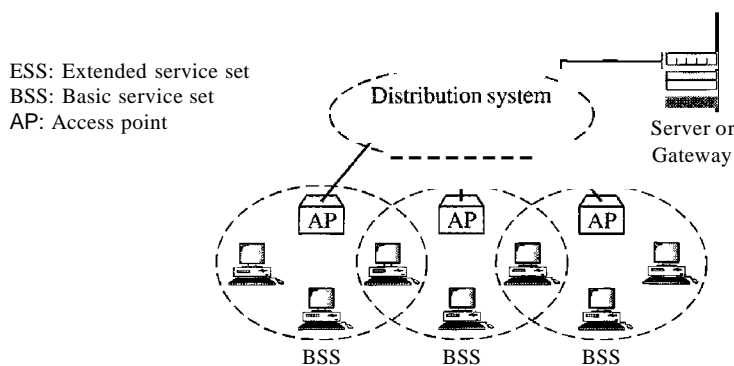 ESS: Extended service set
BSS: Basic service set
AP: Access point
Distribution system
Server or
Gateway
AP AP AP
BSS BSS BSS